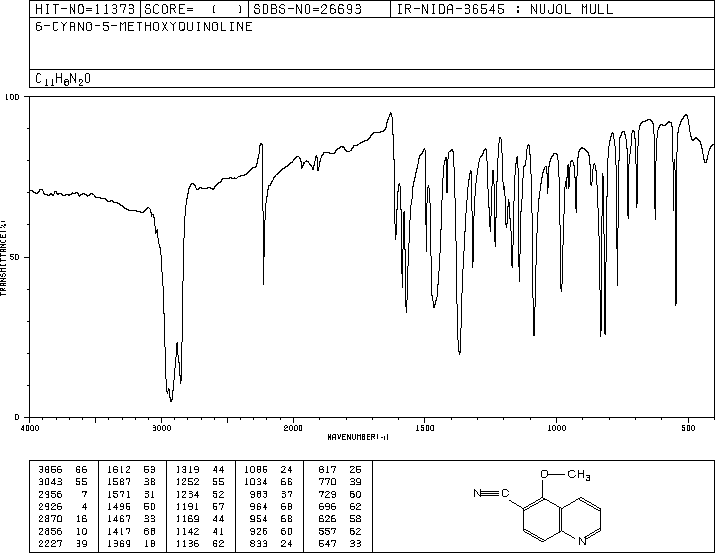 HIT-NO=11373 SCORE= ( ) SDBS-NO=26693 IR-NIDA-36545 : NUJOL MULL
6-CYANO-5-METHOXYQUINOLINE
C11H8N2O
100
50
0
TRANSMITTANCE(%)
4000 3000 2000 1500 1000 500
WAVENUMBER(-1)
3866 66 1612 53 1319 44 1086 24 817 25
3043 55 1587 38 1252 55 1034 66 770 39
2956 7 1571 31 1234 52 983 37 729 60
2926 4 1496 50 1191 57 964 68 696 62
2870 16 1467 33 1169 44 954 68 626 58
2856 10 1417 68 1142 41 926 60 557 62
2227 39 1369 18 1136 62 833 24 547 33
O CH3
N C
N